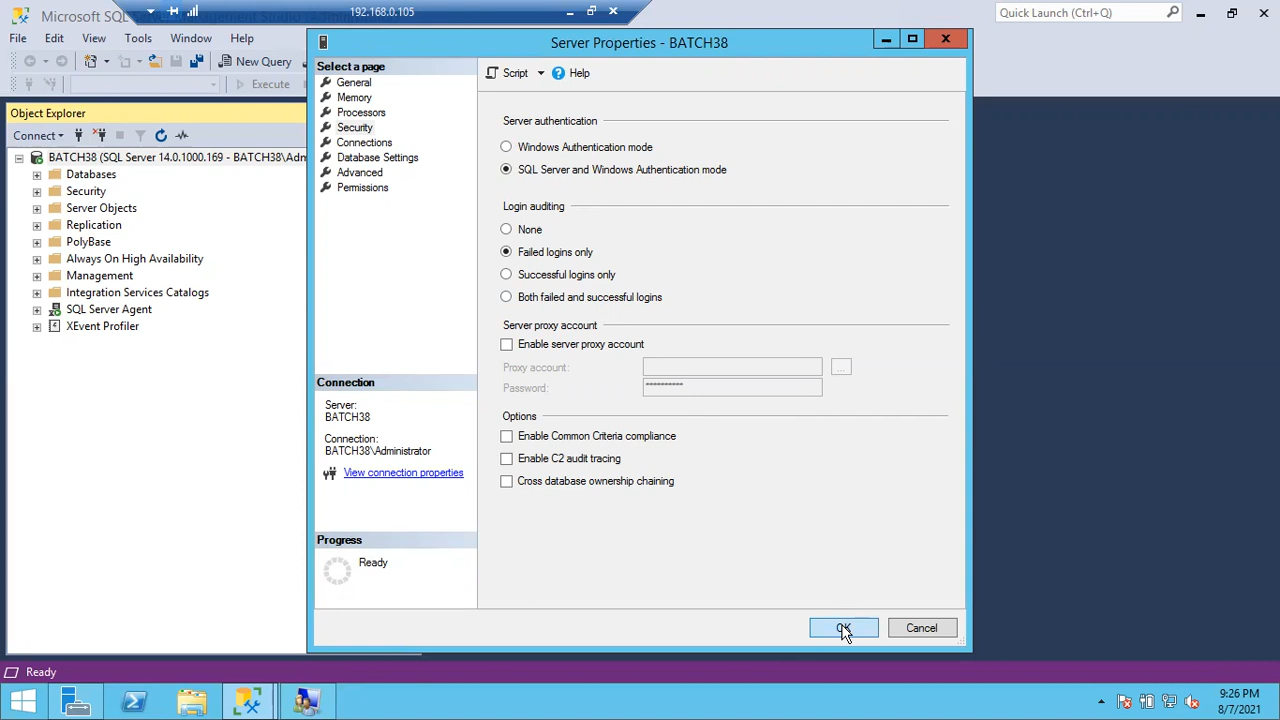 192.168.0.105
SQL Se
Quick Launch (Ctrl+Q)
File Edit View Tools Window Help
New Query
Execute
Object Explorer
Connect
BATCH38 (SQL Server 14.0.1000.169 - BATCH38\Adm
Databases
Security
Server Objects
Replication
PolyBase
Always On High Availability
Management
Integration Services Catalogs
SQL Server Agent
XEvent Profiler
Server Properties - BATCH38
Select a page
General
Memory
Processors
Security
Connections
Database Settings
Advanced
Permissions
Connection
Server:
BATCH38
Connection:
BATCH38\Administrator
View connection properties
Progress
Ready
Script Help
Server authentication
Windows Authentication mode
SQL Server and Windows Authentication mode
Login auditing
None
Failed logins only
Successful logins only
Both failed and successful logins
Server proxy account
Enable server proxy account
Proxy account:
...
Password: **********
Options
Enable Common Criteria compliance
Enable C2 audit tracing
Cross database ownership chaining
OK Cancel
Ready
9:26 PM
8/7/2021